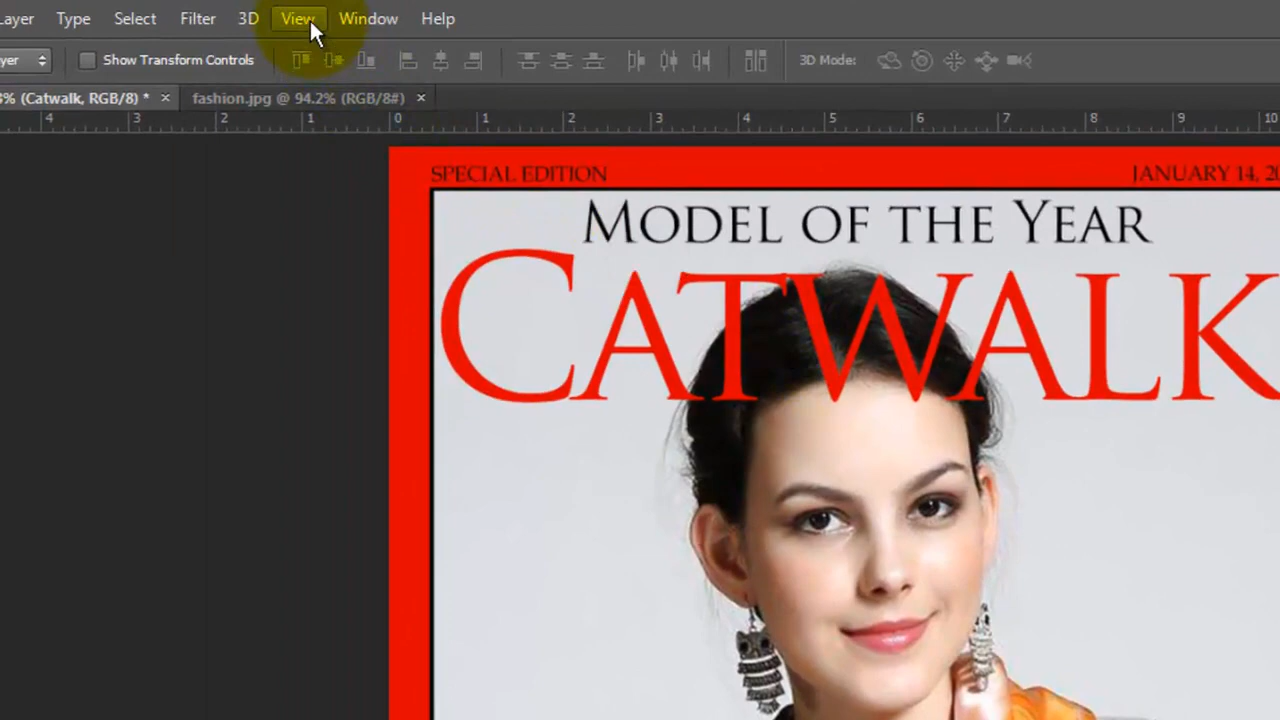 Layer Type Select Filter 3D View Window Help
Show Transform Controls 3D Mode:
(Catwalk, RGB/8) * × fashion.jpg @ 94.2% (RGB/8#) ×
4 3 2 1 0 1 2 3 4 5 6 7 8 9 10
SPECIAL EDITION JANUARY 14,
MODEL OF THE YEAR
CATWALK